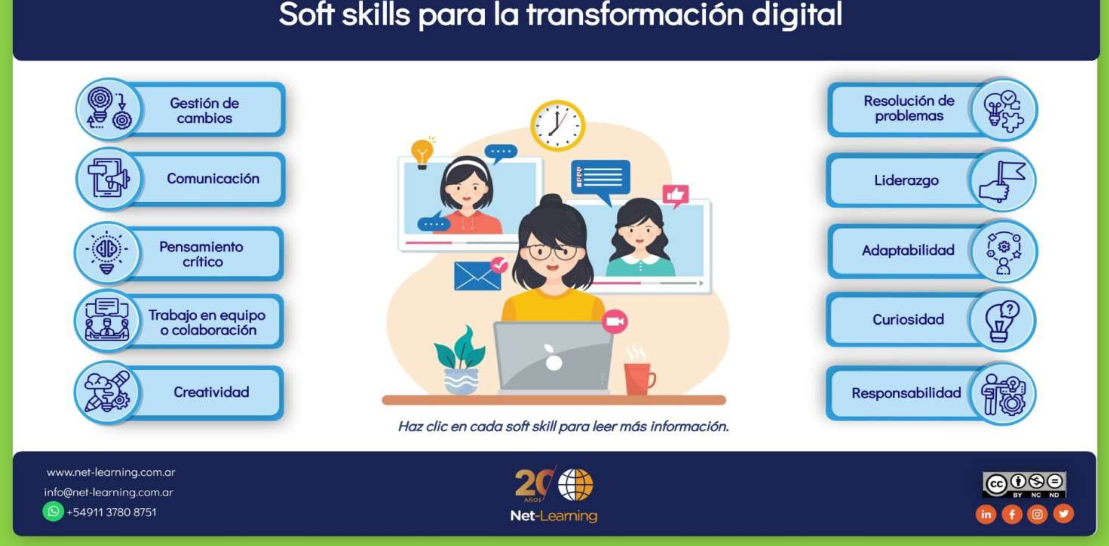 Soft skills para la transformación digital
Gestión de
cambios
Comunicación
Pensamiento
crítico
Trabajo en equipo
o colaboración
Creatividad
Resolución de
problemas
Liderazgo
Adaptabilidad
Curiosidad
Responsabilidad
Haz clic en cada soft skill para leer más información.
www.net-learning.com.ar
info@net-learning.com.ar
+54911 3780 8751
20
AÑOS
Net-Learning
cc
BY NC ND
in